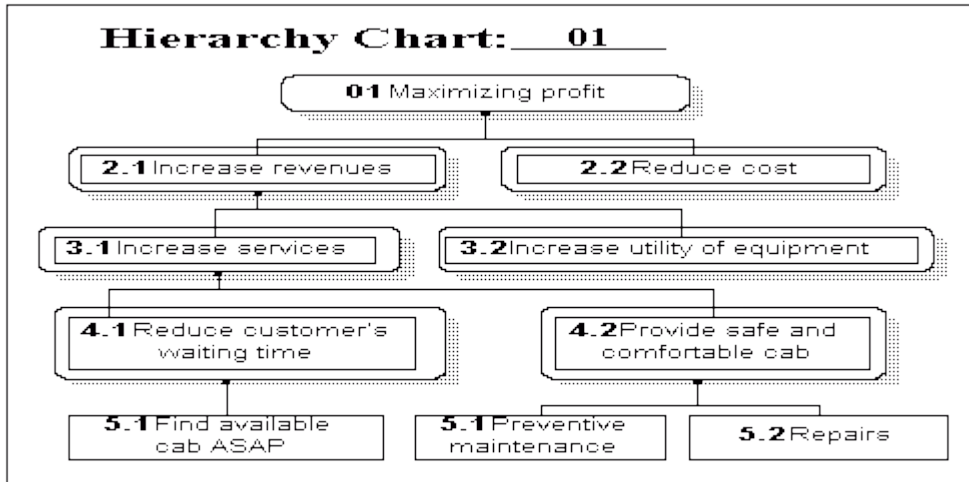 Hierarchy Chart: 01
01 Maximizing profit
2.1 Increase revenues
2.2 Reduce cost
3.1 Increase services
3.2 Increase utility of equipment
4.1 Reduce customer's
waiting time
4.2 Provide safe and
comfortable cab
5.1 Find available
cab ASAP
5.1 Preventive
maintenance
5.2 Repairs